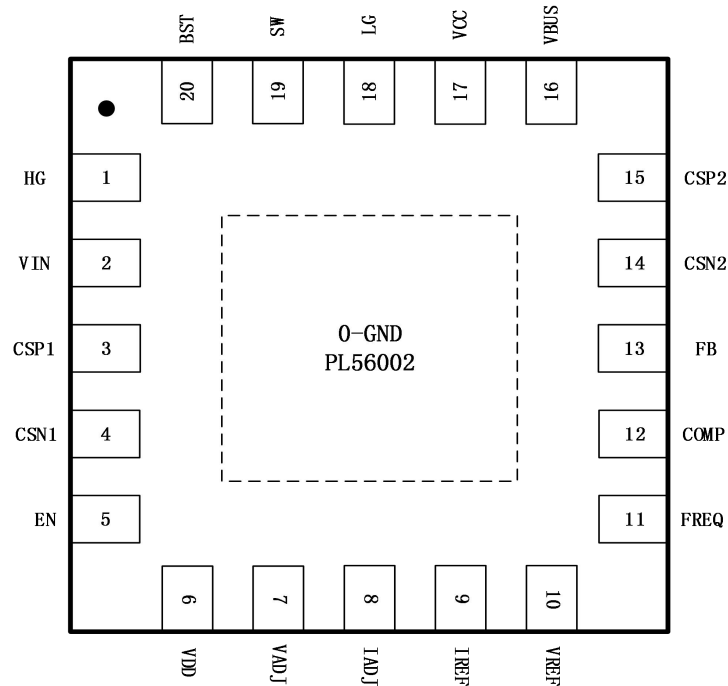 BST SW LG VCC VBUS
20 19 18 17 16
HG 1 15 CSP2
VIN 2 14 CSN2
CSP1 3 0-GND 13 FB
PL56002
CSN1 4 12 COMP
EN 5 11 FREQ
6 7 8 9 10
VDD VADJ IADJ IREF VREF